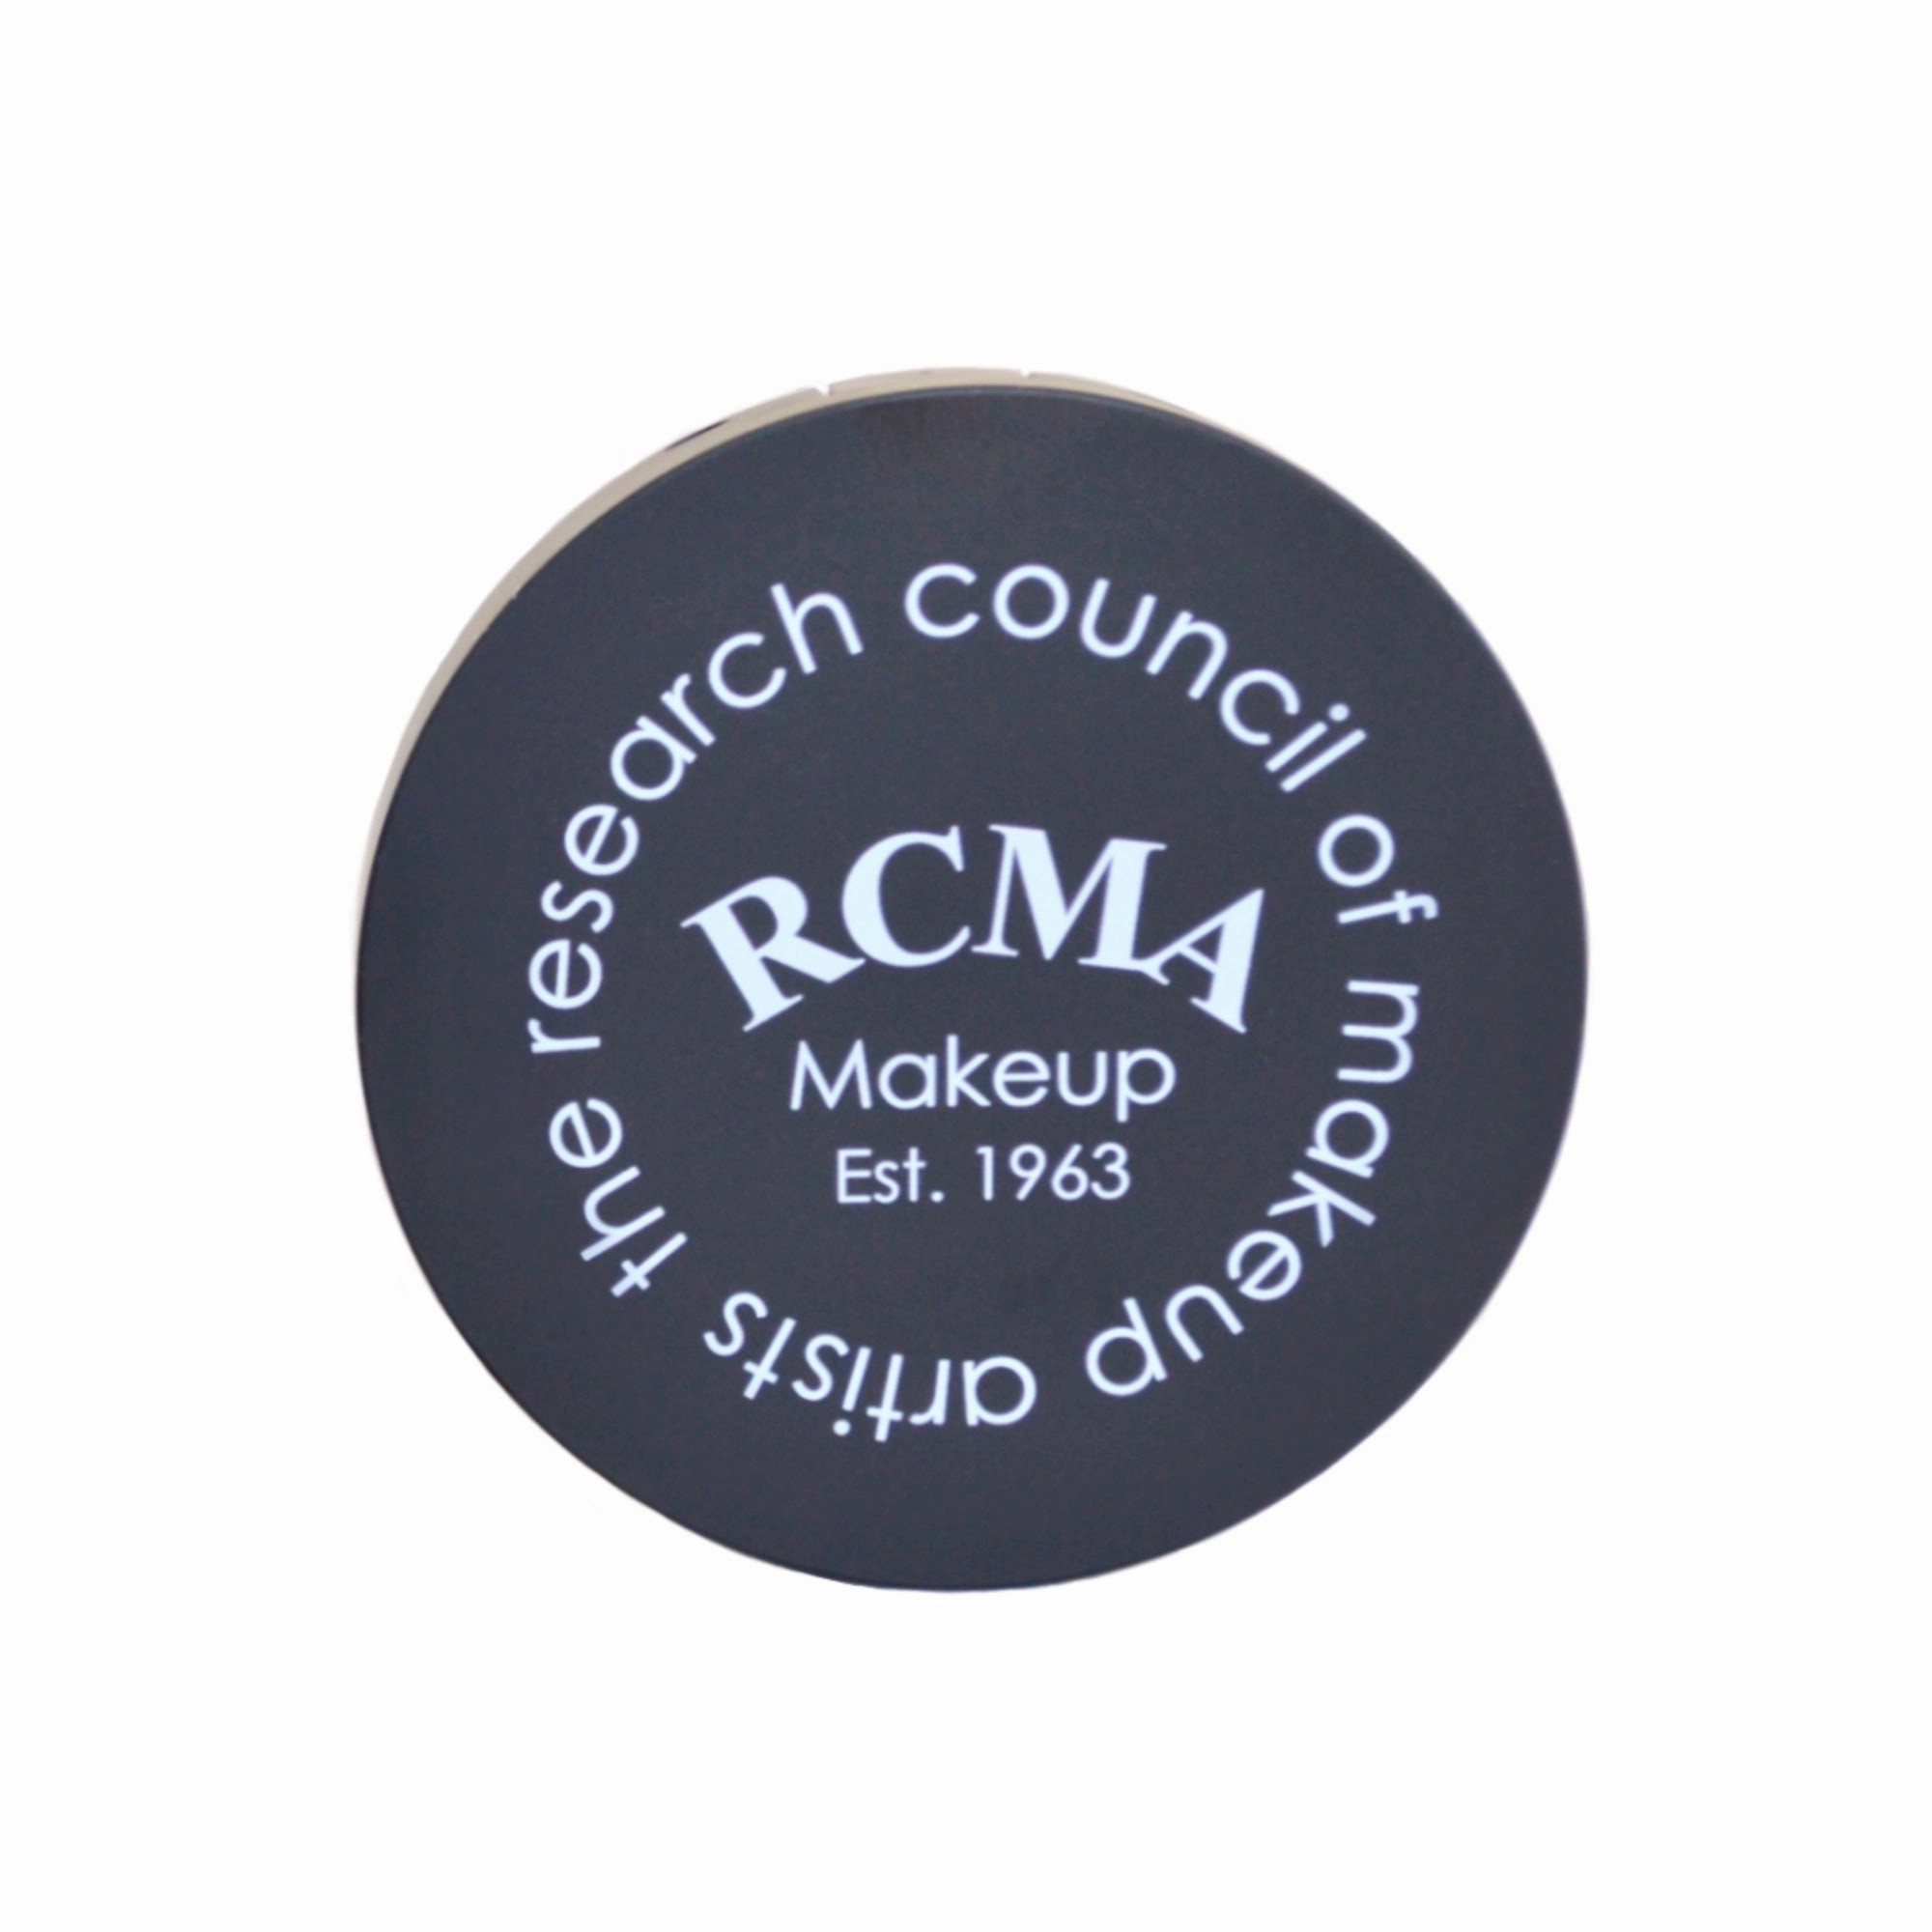 the research council of makeup artists
RCMA
Makeup
Est. 1963